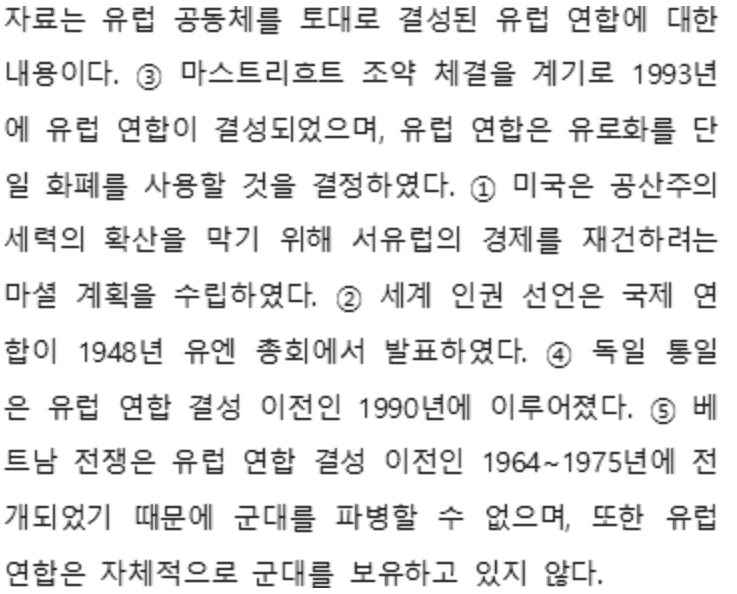 자료는 유럽 공동체를 토대로 결성된 유럽 연합에 대한
내용이다. ③ 마스트리흐트 조약 체결을 계기로 1993년
에 유럽 연합이 결성되었으며, 유럽 연합은 유로화를 단
일 화폐를 사용할 것을 결정하였다. ① 미국은 공산주의
세력의 확산을 막기 위해 서유럽의 경제를 재건하려는
마셜 계획을 수립하였다. ② 세계 인권 선언은 국제 연
합이 1948년 유엔 총회에서 발표하였다. ④ 독일 통일
은 유럽 연합 결성 이전인 1990년에 이루어졌다. ⑤ 베
트남 전쟁은 유럽 연합 결성 이전인 1964~1975년에 전
개되었기 때문에 군대를 파병할 수 없으며, 또한 유럽
연합은 자체적으로 군대를 보유하고 있지 않다.